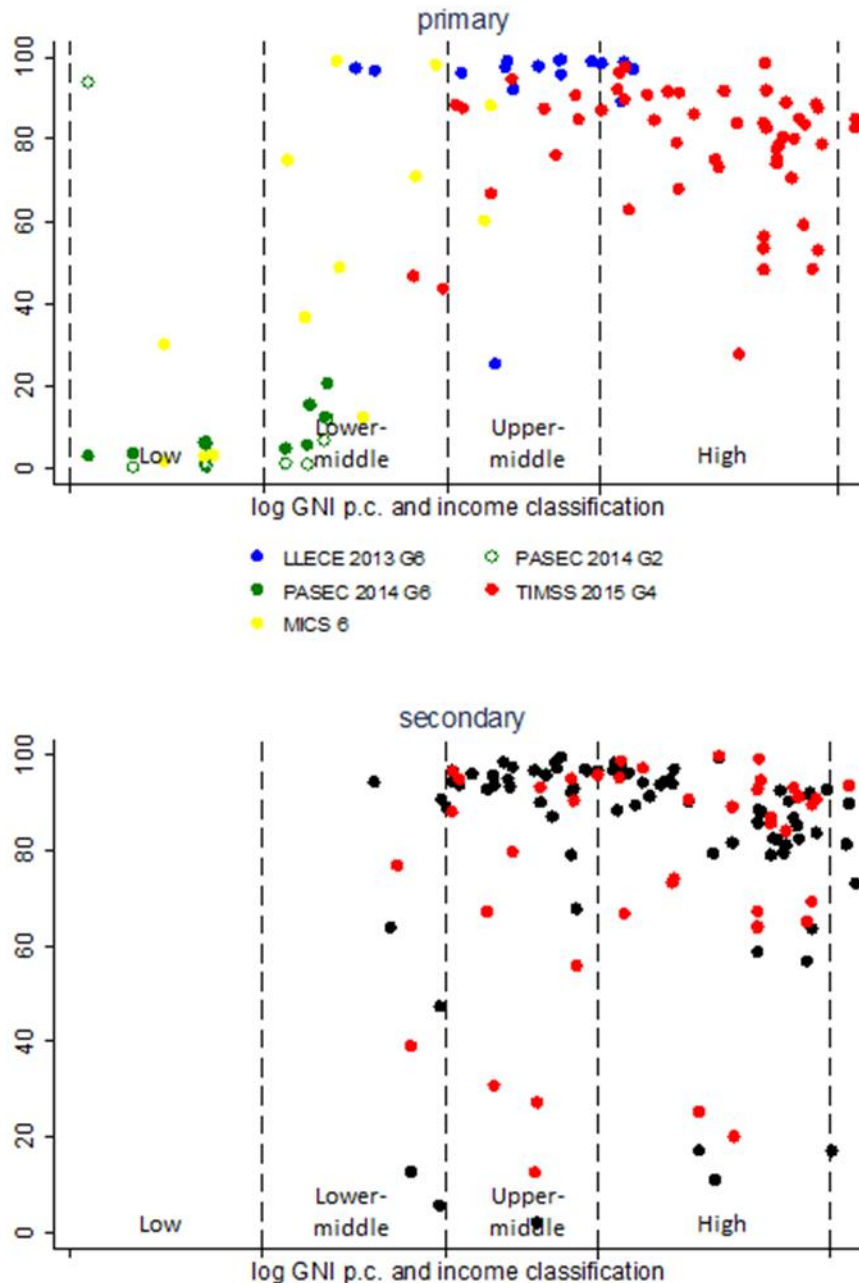 primary
100
80
60
40
20
0
Low
Lower-
middle
Upper-
middle
High
log GNI p.c. and income classification
LLECE 2013 G6
PASEC 2014 G2
PASEC 2014 G6
TIMSS 2015 G4
MICS 6
secondary
100
80
60
40
20
0
Low
Lower-
middle
Upper-
middle
High
log GNI p.c. and income classification